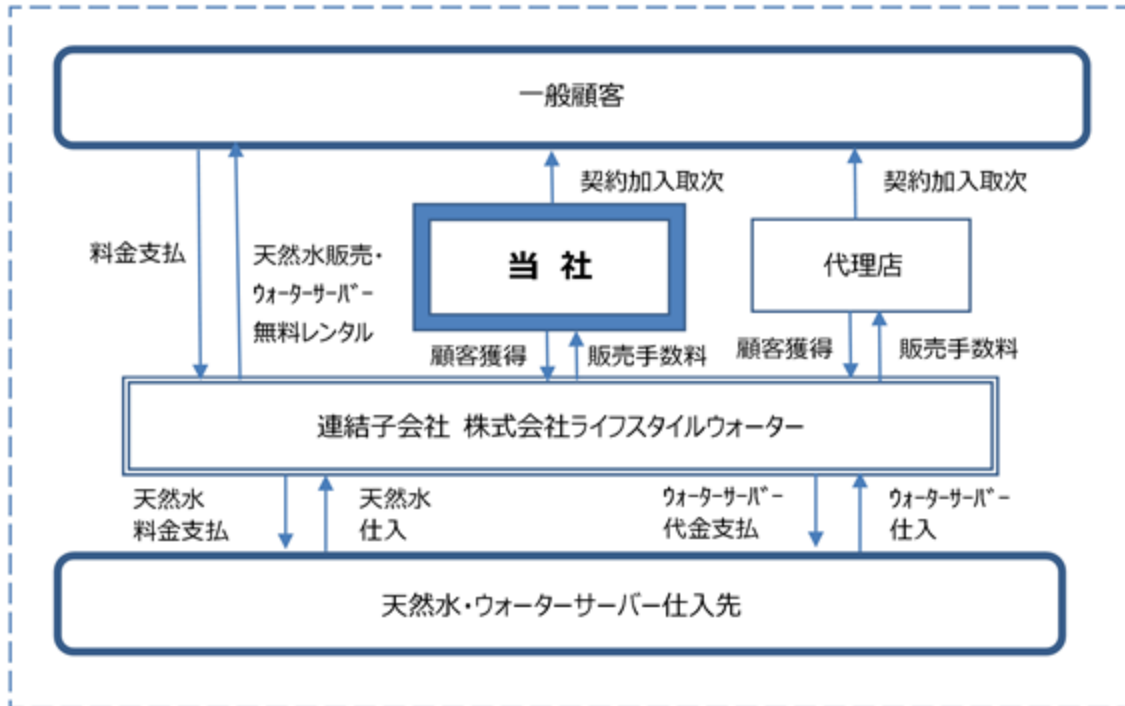 一般顧客
契約加入取次
契約加入取次
料金支払
天然水販売・
ｳｫｰﾀｰｻｰﾊﾞｰ
無料レンタル
当 社
代理店
顧客獲得
販売手数料
顧客獲得
販売手数料
連結子会社 株式会社ライフスタイルウォーター
天然水
料金支払
天然水
仕入
ｳｫｰﾀｰｻｰﾊﾞｰ
代金支払
ｳｫｰﾀｰｻｰﾊﾞｰ
仕入
天然水・ウォーターサーバー仕入先